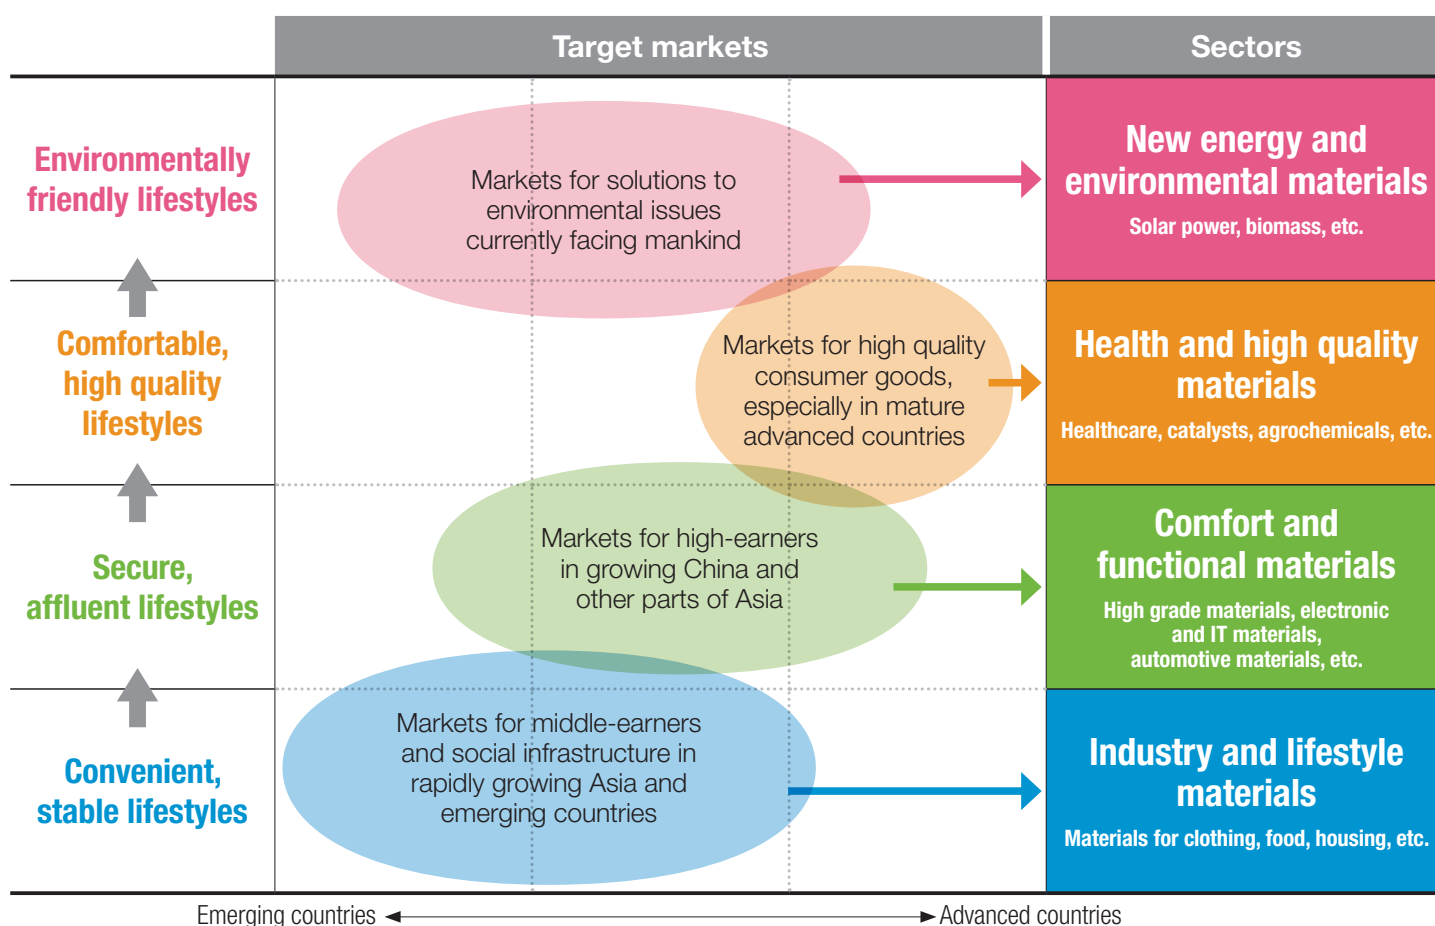 Target markets
Sectors
Environmentally
friendly lifestyles
Markets for solutions to
environmental issues
currently facing mankind
New energy and
environmental materials
Solar power, biomass, etc.
Comfortable,
high quality
lifestyles
Markets for high quality
consumer goods,
especially in mature
advanced countries
Health and high quality
materials
Healthcare, catalysts, agrochemicals, etc.
Secure,
affluent lifestyles
Markets for high-earners
in growing China and
other parts of Asia
Comfort and
functional materials
High grade materials, electronic
and IT materials,
automotive materials, etc.
Convenient,
stable lifestyles
Markets for middle-earners
and social infrastructure in
rapidly growing Asia and
emerging countries
Industry and lifestyle
materials
Materials for clothing, food, housing, etc.
Emerging countries
Advanced countries